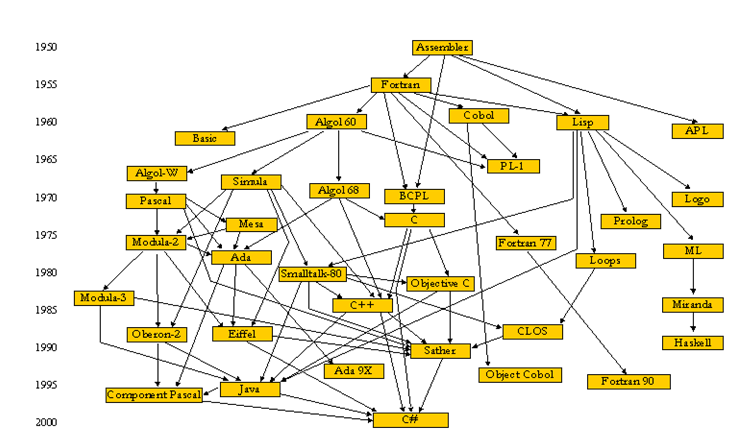 1950
Assembler
1955
Fortran
1960
Algol 60
Cobol
Lisp
APL
Basic
1965
PL-1
Algol-W
Simula
Algol 68
BCPL
Logo
1970
Pascal
C
Prolog
Mesa
1975
Modula-2
Fortran 77
ML
Ada
Loops
1980
Smalltalk-80
Objective C
Modula-3
C++
Miranda
1985
Oberon-2
Eiffel
CLOS
Haskell
1990
Sather
Ada 9X
Object Cobol
Fortran 90
1995
Component Pascal
Java
2000
C#